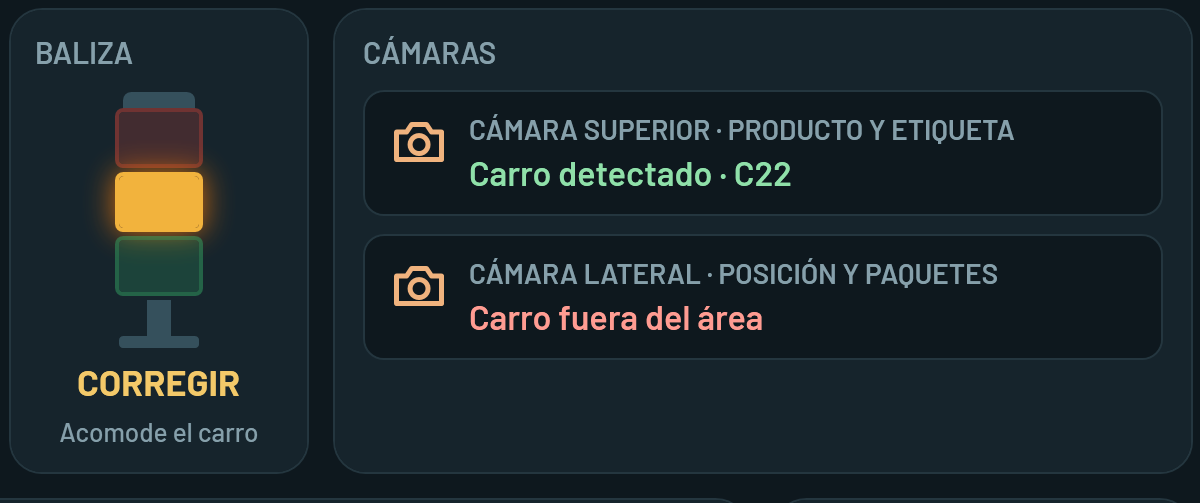 BALIZA
CORREGIR
Acomode el carro
CÁMARAS
CÁMARA SUPERIOR · PRODUCTO Y ETIQUETA
Carro detectado · C22
CÁMARA LATERAL · POSICIÓN Y PAQUETES
Carro fuera del área